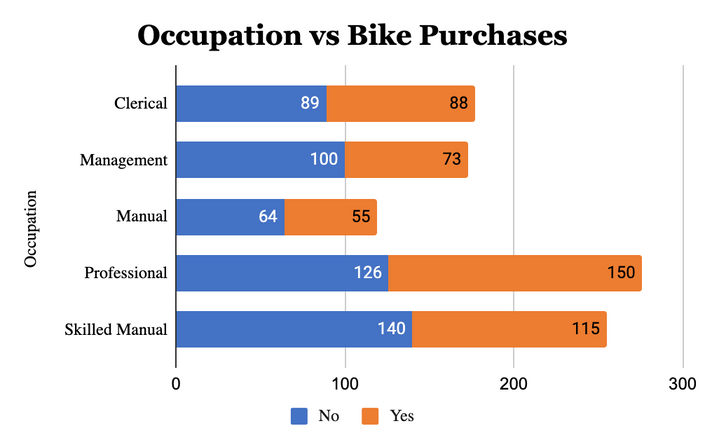 Occupation vs Bike Purchases
Occupation
Clerical 89 88
Management 100 73
Manual 64 55
Professional 126 150
Skilled Manual 140 115
0 100 200 300
No Yes